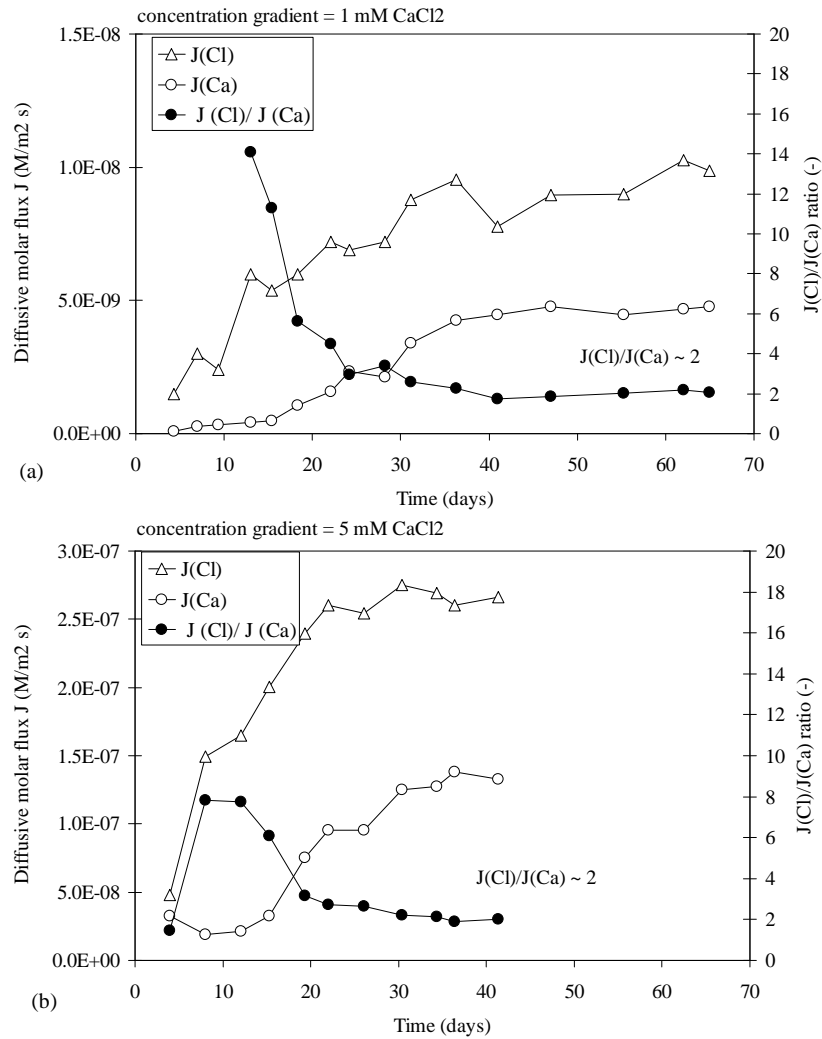 concentration gradient = 1 mM CaCl2
1.5E-08
1.0E-08
5.0E-09
0.0E+00
Diffusive molar flux J (M/m2 s)
J(Cl)
J(Ca)
J (Cl)/ J (Ca)
20
18
16
14
12
10
8
6
4
2
0
J(Cl)/J(Ca) ratio (-)
J(Cl)/J(Ca) ~ 2
0 10 20 30 40 50 60 70
(a)
Time (days)
concentration gradient = 5 mM CaCl2
3.0E-07
2.5E-07
2.0E-07
1.5E-07
1.0E-07
5.0E-08
0.0E+00
Diffusive molar flux J (M/m2 s)
J(Cl)
J(Ca)
J (Cl)/ J (Ca)
20
18
16
14
12
10
8
6
4
2
0
J(Cl)/J(Ca) ratio (-)
J(Cl)/J(Ca) ~ 2
0 10 20 30 40 50 60 70
(b)
Time (days)